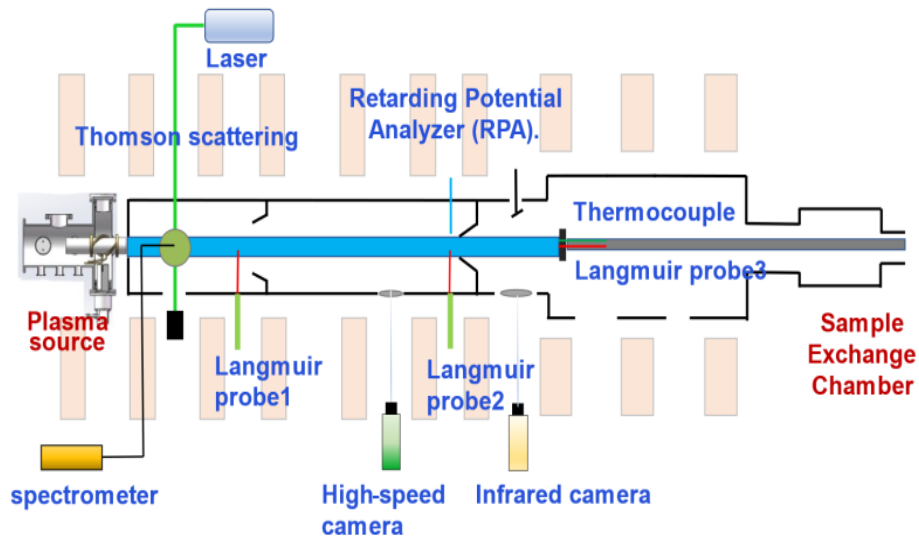 Laser
Retarding Potential
Analyzer (RPA).
Thomson scattering
Thermocouple
Langmuir probe3
Plasma
source
Sample
Exchange
Chamber
Langmuir
probe1
Langmuir
probe2
spectrometer
High-speed
camera
Infrared camera